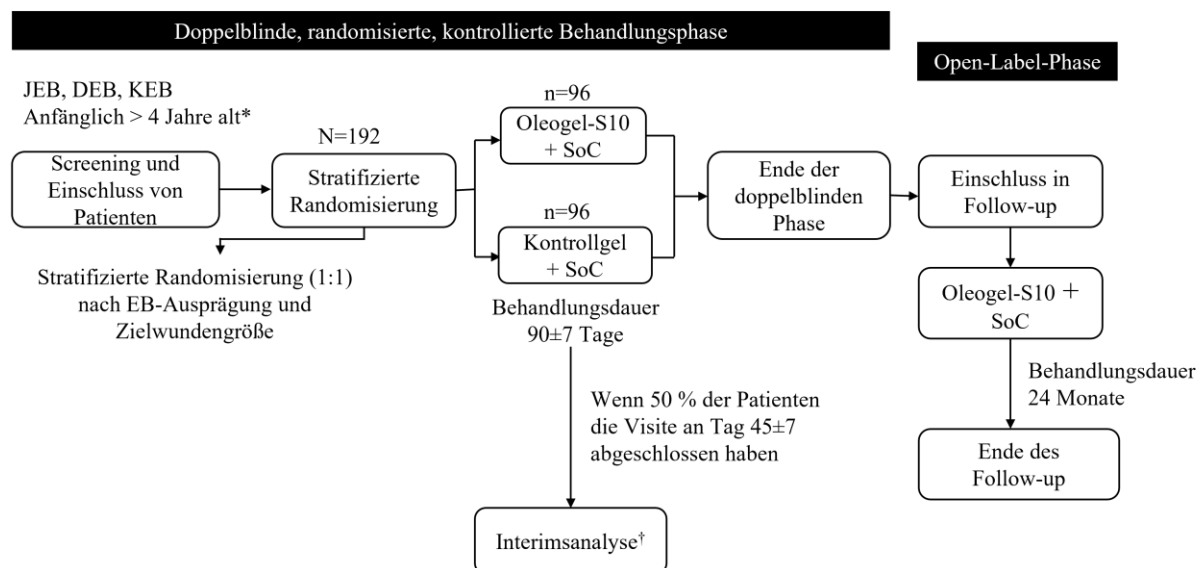 Doppelblinde, randomisierte, kontrollierte Behandlungsphase
Open-Label-Phase
JEB, DEB, KEB
Anfänglich > 4 Jahre alt*
Screening und
Einschluss von
Patienten
N=192
Stratifizierte
Randomisierung
Stratifizierte Randomisierung (1:1)
nach EB-Ausprägung und
Zielwundengröße
n=96
Oleogel-S10
+ SoC
n=96
Kontrollgel
+ SoC
Behandlungsdauer
90±7 Tage
Wenn 50 % der Patienten
die Visite an Tag 45±7
abgeschlossen haben
Interimsanalyse†
Ende der
doppelblinden
Phase
Einschluss in
Follow-up
Oleogel-S10 +
SoC
Behandlungsdauer
24 Monate
Ende des
Follow-up